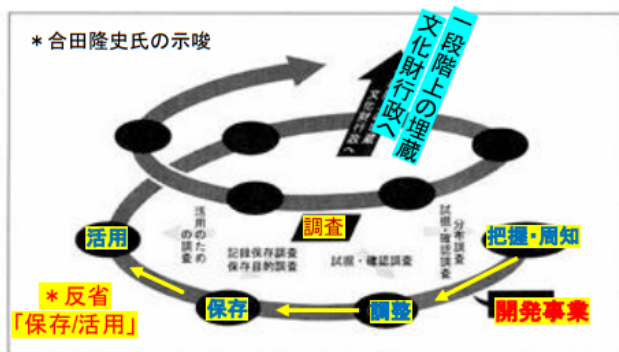 ＊合田隆史氏の示唆
一段階上の埋蔵
文化財行政へ
調査
活用のため
の調査
記録保存調査
保存目的調査
試掘・確認調査
分布調査
試掘・確認調査
把握・周知
活用
保存
調整
開発事業
＊反省
「保存/活用」